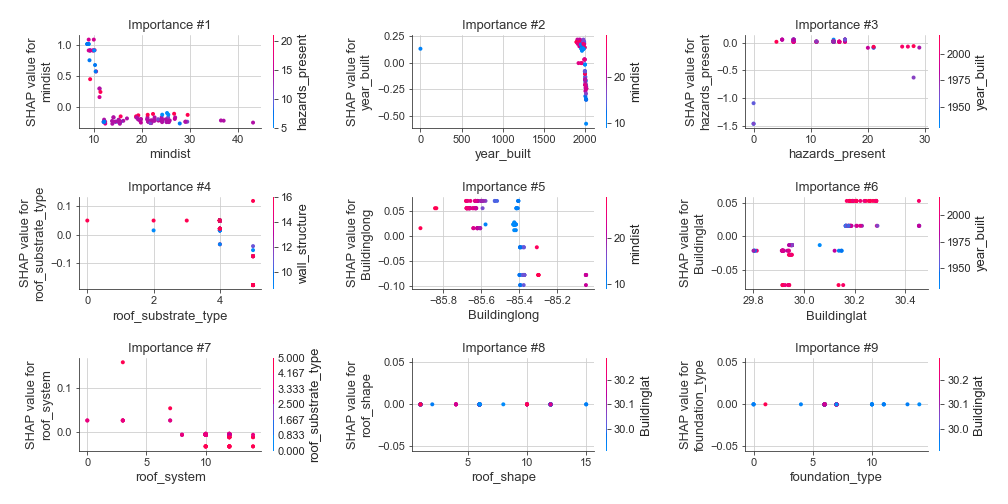 Importance #1
SHAP value for
mindist
1.0
0.5
0.0
10
20
30
40
mindist
20
15
10
5
hazards_present
Importance #2
SHAP value for
year_built
0.25
0.00
−0.25
−0.50
0
500
1000
1500
2000
year_built
20
10
mindist
Importance #3
SHAP value for
hazards_present
0.0
−0.5
−1.0
−1.5
0
10
20
30
hazards_present
2000
1975
1950
year_built
Importance #4
SHAP value for
roof_substrate_type
0.1
0.0
−0.1
0
2
4
roof_substrate_type
16
14
12
10
wall_structure
Importance #5
SHAP value for
Buildinglong
0.05
0.00
−0.05
−0.10
−85.8
−85.6
−85.4
−85.2
Buildinglong
20
10
mindist
Importance #6
SHAP value for
Buildinglat
0.05
0.00
−0.05
29.8
30.0
30.2
30.4
Buildinglat
2000
1975
1950
year_built
Importance #7
SHAP value for
roof_system
0.1
0.0
0
5
10
roof_system
5.000
4.167
3.333
2.500
1.667
0.833
0.000
roof_substrate_type
Importance #8
SHAP value for
roof_shape
0.05
0.00
−0.05
5
10
15
roof_shape
30.2
30.1
30.0
Buildinglat
Importance #9
SHAP value for
foundation_type
0.05
0.00
−0.05
0
5
10
foundation_type
30.2
30.1
30.0
Buildinglat